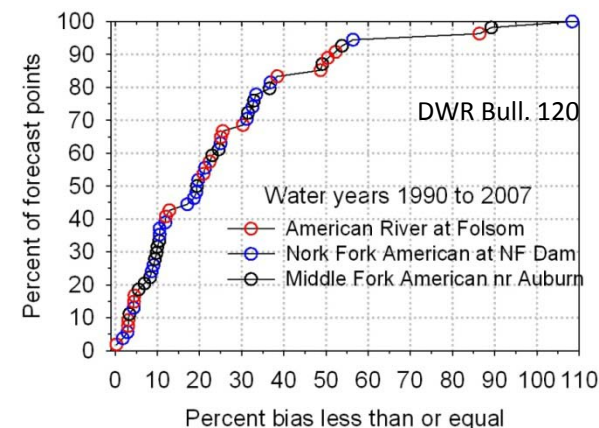 100
90
80
70
60
50
40
30
20
10
0
Percent of forecast points
DWR Bull. 120
Water years 1990 to 2007
American River at Folsom
Nork Fork American at NF Dam
Middle Fork American nr Auburn
0 10 20 30 40 50 60 70 80 90 100 110
Percent bias less than or equal